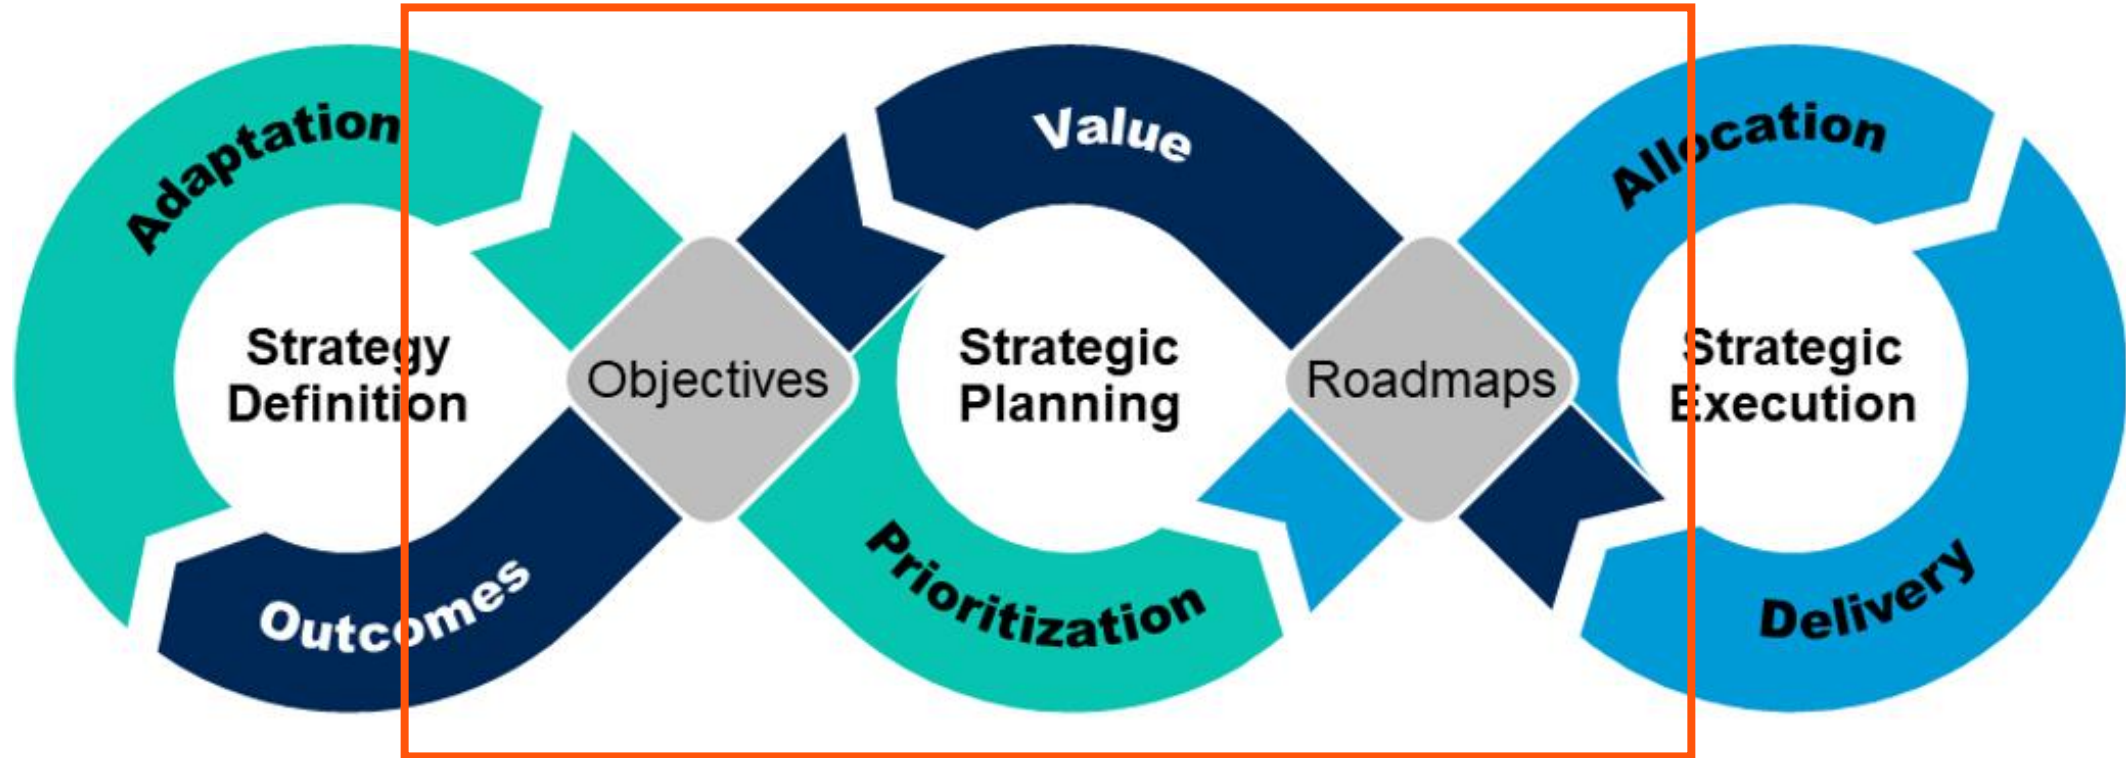 Adaptation
Value
Allocation
Strategy
Definition
Objectives
Strategic
Planning
Roadmaps
Strategic
Execution
Outcomes
Prioritization
Delivery